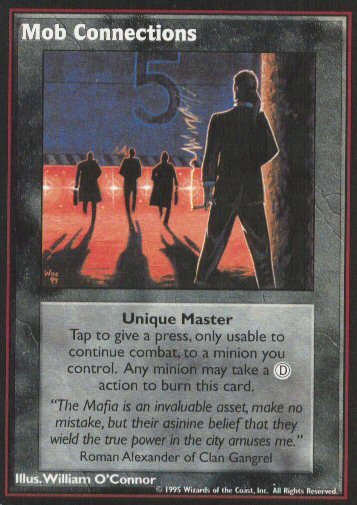 Mob Connections
5
Woc
94
Unique Master
Tap to give a press, only usable to
continue combat, to a minion you
control. Any minion may take a Ⓓ
action to burn this card.
“The Mafia is an invaluable asset, make no
mistake, but their asinine belief that they
wield the true power in the city amuses me.”
Roman Alexander of Clan Gangrel
Illus.William O’Connor
© 1995 Wizards of the Coast, Inc. All Rights Reserved.